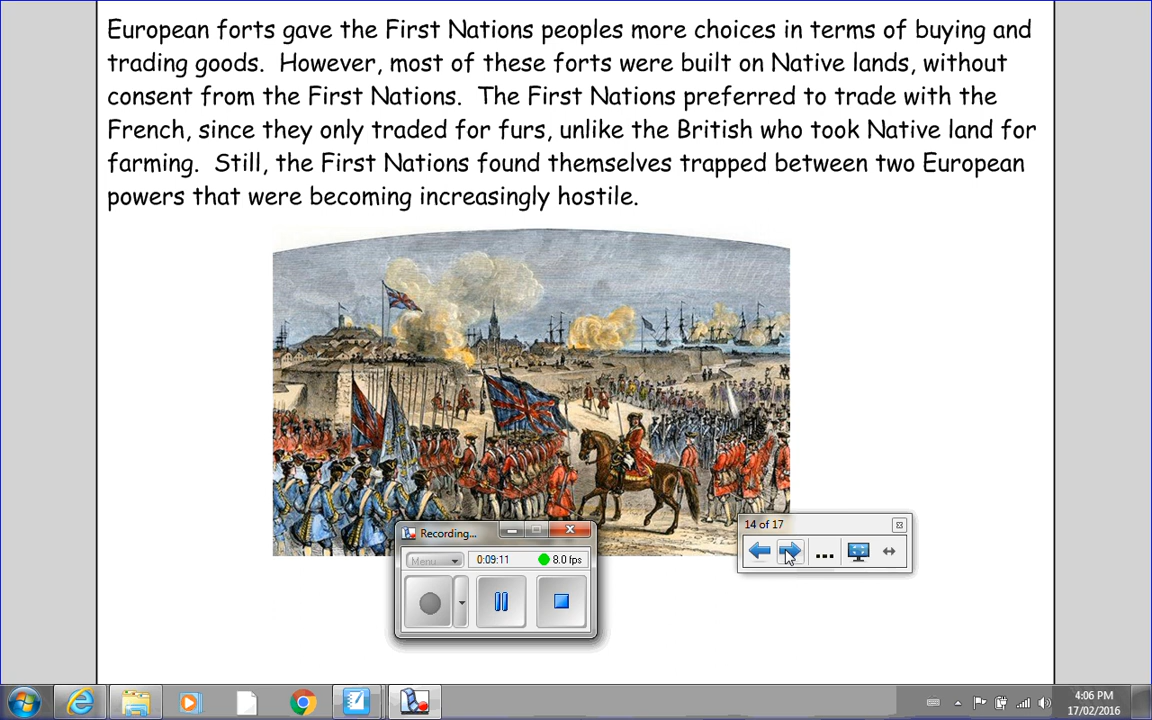 European forts gave the First Nations peoples more choices in terms of buying and
trading goods.  However, most of these forts were built on Native lands, without
consent from the First Nations.  The First Nations preferred to trade with the
French, since they only traded for furs, unlike the British who took Native land for
farming.  Still, the First Nations found themselves trapped between two European
powers that were becoming increasingly hostile.
14 of 17
Recording...
Menu 0:09:11 8.0 fps
4:06 PM
17/02/2016